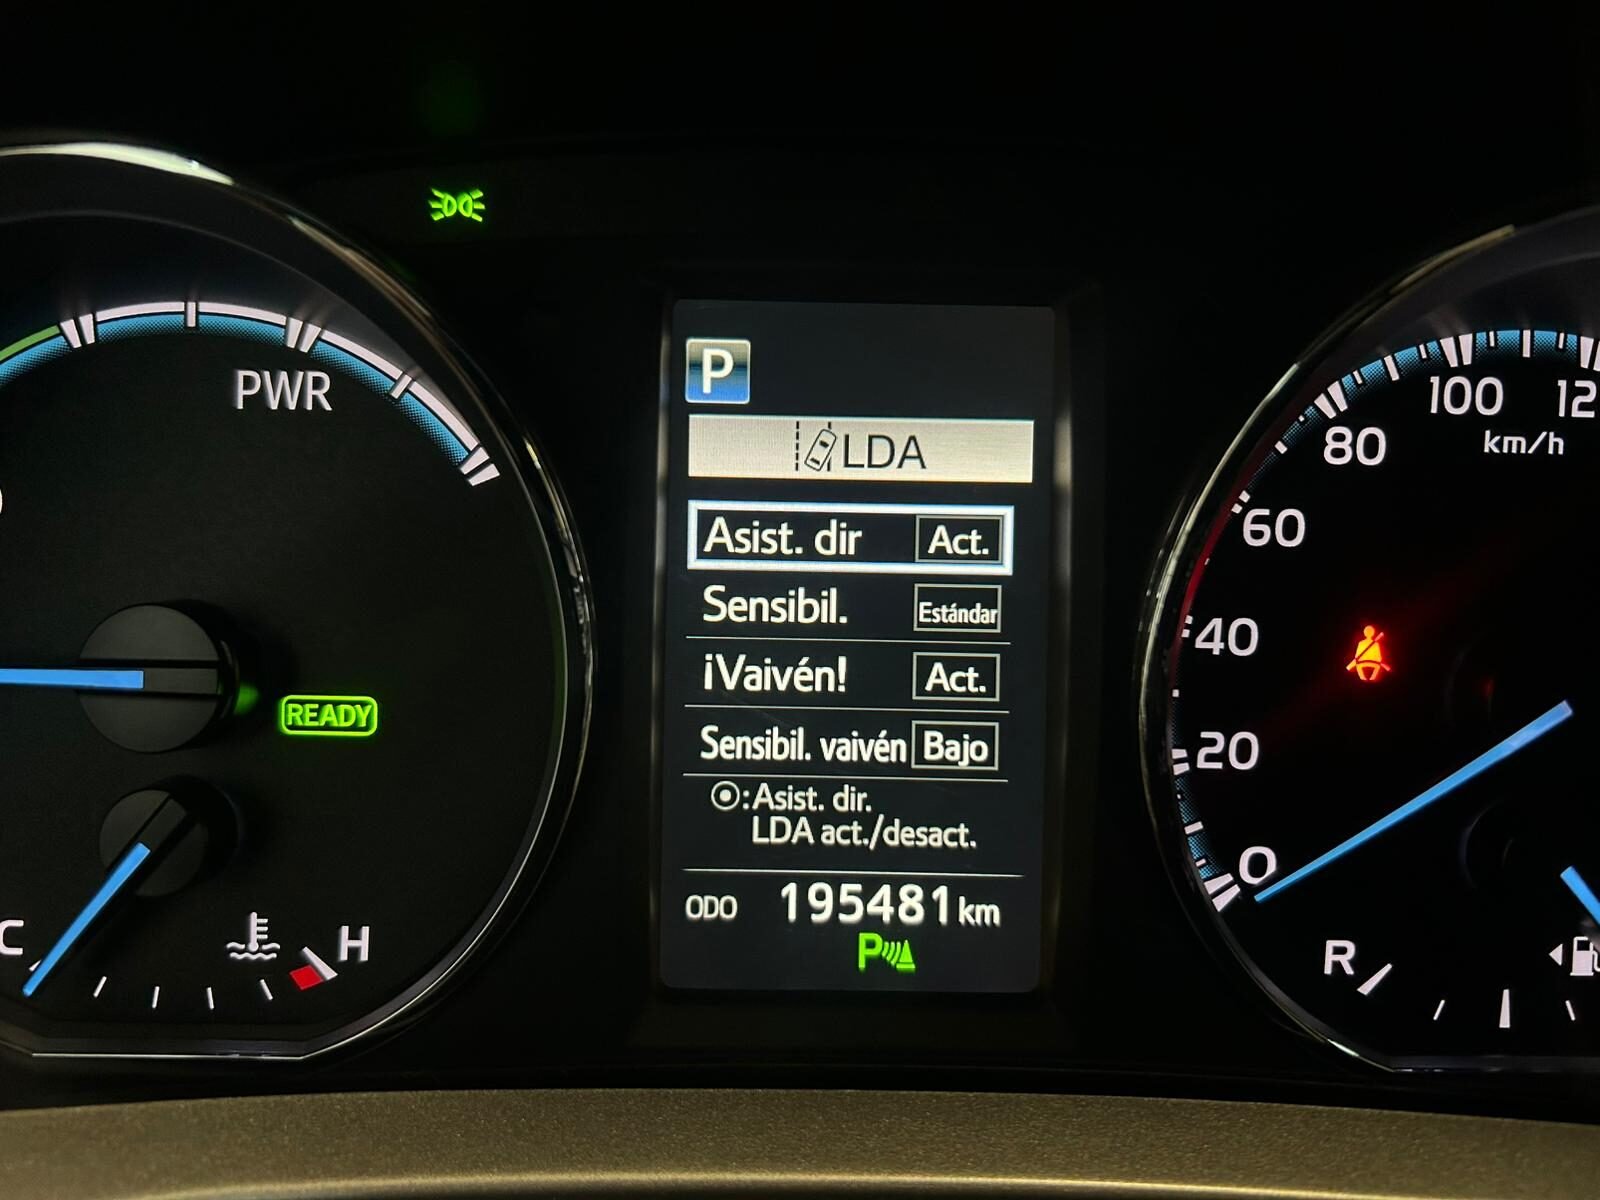 PWR
READY
C
H
P
LDA
Asist. dir Act.
Sensibil. Estándar
¡Vaivén! Act.
Sensibil. vaivén Bajo
:Asist. dir.
LDA act./desact.
ODO 195481 km
P
100
km/h
80
60
40
20
0
R